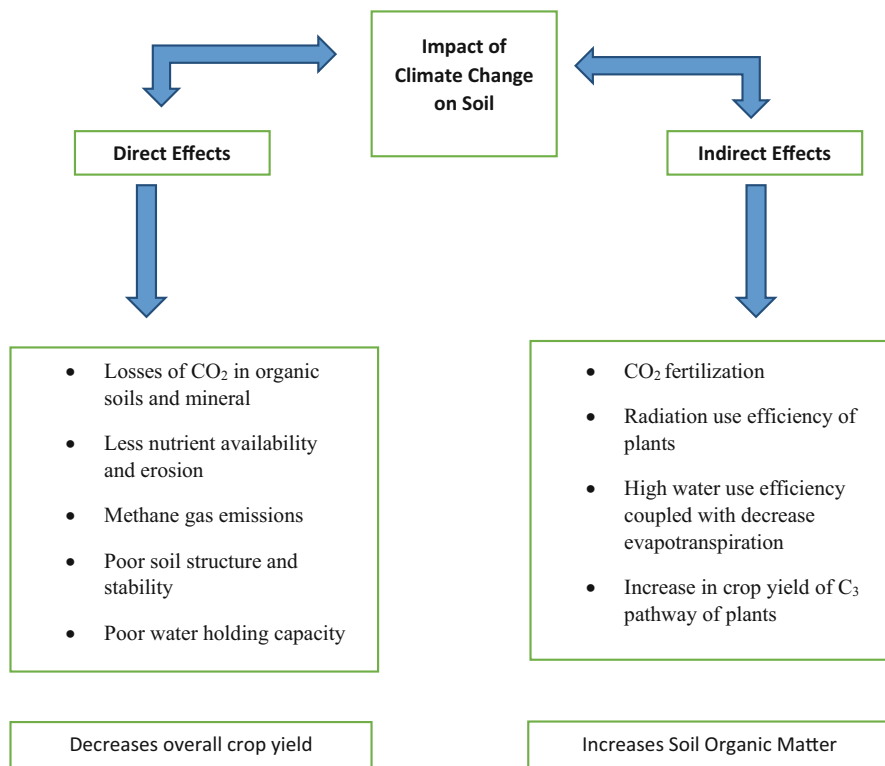 Impact of
Climate Change
on Soil
Direct Effects
Indirect Effects
• Losses of CO₂ in organic
soils and mineral
• Less nutrient availability
and erosion
• Methane gas emissions
• Poor soil structure and
stability
• Poor water holding capacity
• CO₂ fertilization
• Radiation use efficiency of
plants
• High water use efficiency
coupled with decrease
evapotranspiration
• Increase in crop yield of C₃
pathway of plants
Decreases overall crop yield
Increases Soil Organic Matter